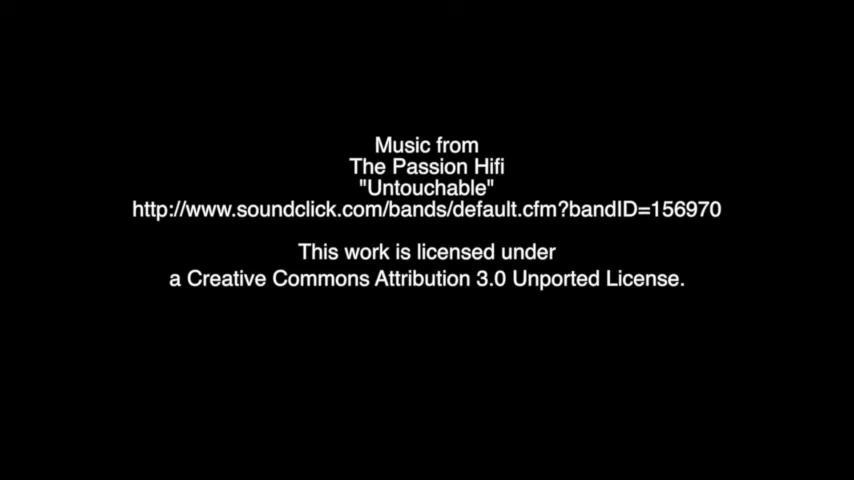 Music from
The Passion Hifi
"Untouchable"
http://www.soundclick.com/bands/default.cfm?bandID=156970
This work is licensed under
a Creative Commons Attribution 3.0 Unported License.